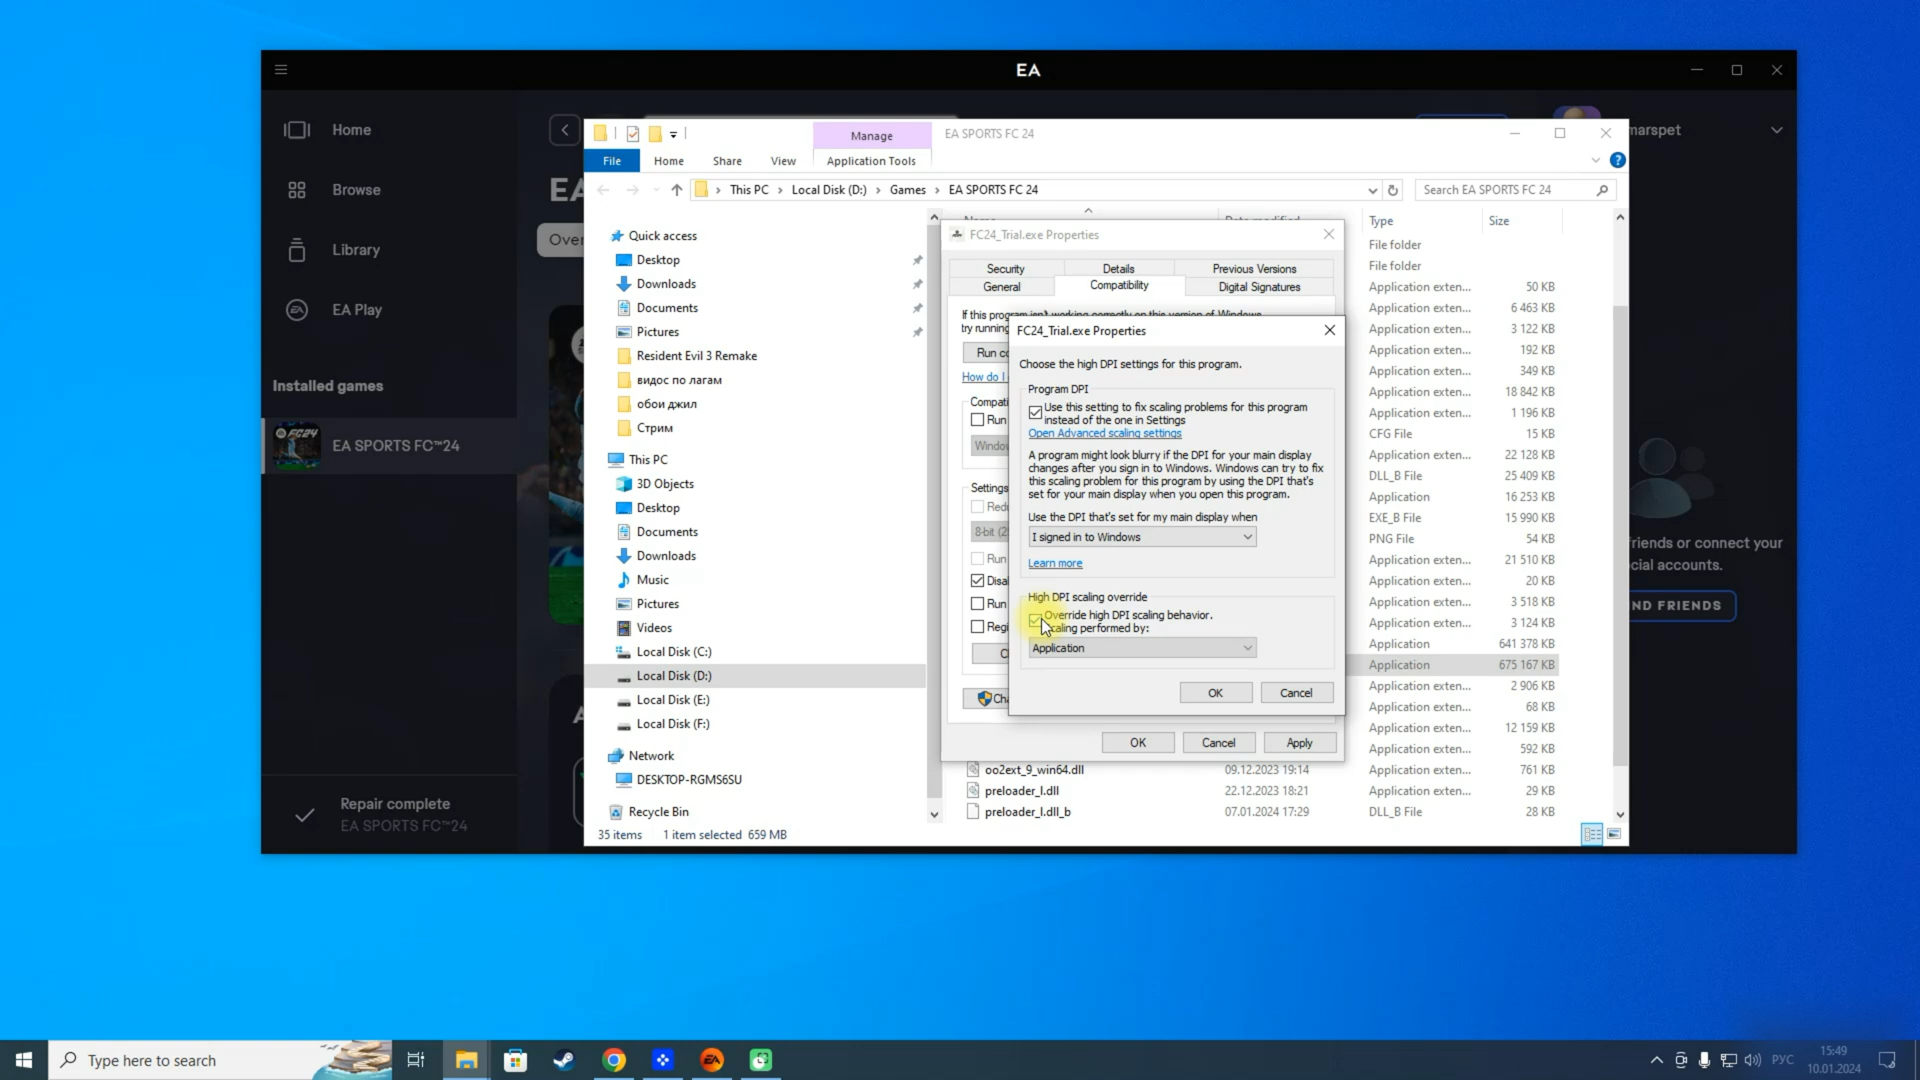 EA
Home
Browse
Library
EA Play
Installed games
EA SPORTS FC™24
Repair complete
EA SPORTS FC™24
EA
Over
marspet
riends or connect your
cial accounts.
ND FRIENDS
Manage
EA SPORTS FC 24
File
Home
Share
View
Application Tools
This PC > Local Disk (D:) > Games > EA SPORTS FC 24
Search EA SPORTS FC 24
Quick access
Desktop
Downloads
Documents
Pictures
Resident Evil 3 Remake
видос по лагам
обои джил
Стрим
This PC
3D Objects
Desktop
Documents
Downloads
Music
Pictures
Videos
Local Disk (C:)
Local Disk (D:)
Local Disk (E:)
Local Disk (F:)
Network
DESKTOP-RGMS6SU
Recycle Bin
35 items 1 item selected 659 MB
Name Date modified Type Size
File folder
File folder
Application exten... 50 KB
Application exten... 6 463 KB
Application exten... 3 122 KB
Application exten... 192 KB
Application exten... 349 KB
Application exten... 18 842 KB
Application exten... 1 196 KB
CFG File 15 KB
Application exten... 22 128 KB
DLL_B File 25 409 KB
Application 16 253 KB
EXE_B File 15 990 KB
PNG File 54 KB
Application exten... 21 510 KB
Application exten... 20 KB
Application exten... 3 518 KB
Application exten... 3 124 KB
Application 641 378 KB
Application 675 167 KB
Application exten... 2 906 KB
Application exten... 68 KB
Application exten... 12 159 KB
Application exten... 592 KB
oo2ext_9_win64.dll 09.12.2023 19:14 Application exten... 761 KB
preloader_l.dll 22.12.2023 18:21 Application exten... 29 KB
preloader_l.dll_b 07.01.2024 17:29 DLL_B File 28 KB
FC24_Trial.exe Properties
Security Details Previous Versions
General Compatibility Digital Signatures
If this program isn't working correctly on this version of Windows,
try running
Run co
How do I
Compati
Run
Window
Settings
Redu
8-bit (2
Run
Disal
Run
Regi
C
Cha
OK Cancel Apply
FC24_Trial.exe Properties
Choose the high DPI settings for this program.
Program DPI
Use this setting to fix scaling problems for this program
instead of the one in Settings
Open Advanced scaling settings
A program might look blurry if the DPI for your main display
changes after you sign in to Windows. Windows can try to fix
this scaling problem for this program by using the DPI that's
set for your main display when you open this program.
Use the DPI that's set for my main display when
I signed in to Windows
Learn more
High DPI scaling override
Override high DPI scaling behavior.
Scaling performed by:
Application
OK Cancel
Type here to search
РУС
15:49
10.01.2024